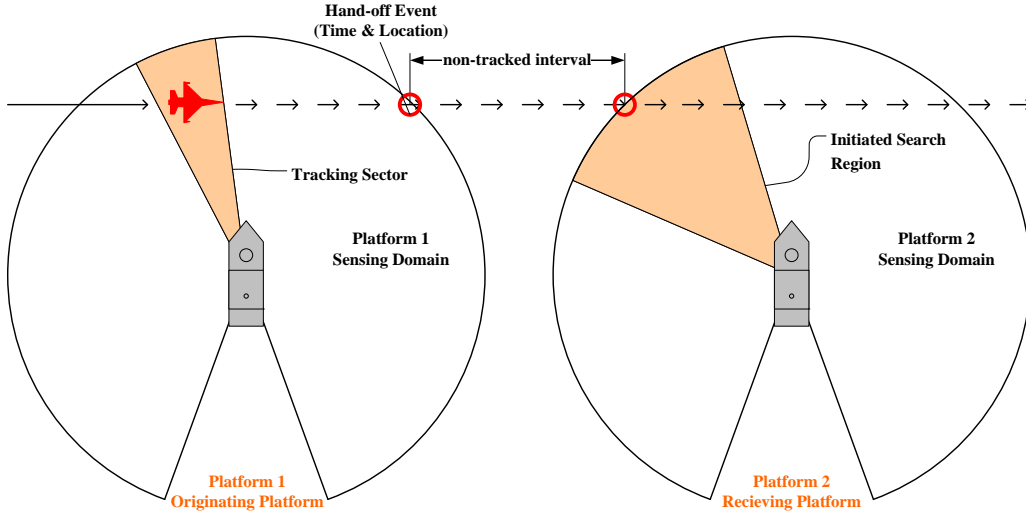 Hand-off Event
(Time & Location)
non-tracked interval
Tracking Sector
Initiated Search
Region
Platform 1
Sensing Domain
Platform 2
Sensing Domain
Platform 1
Originating Platform
Platform 2
Recieving Platform